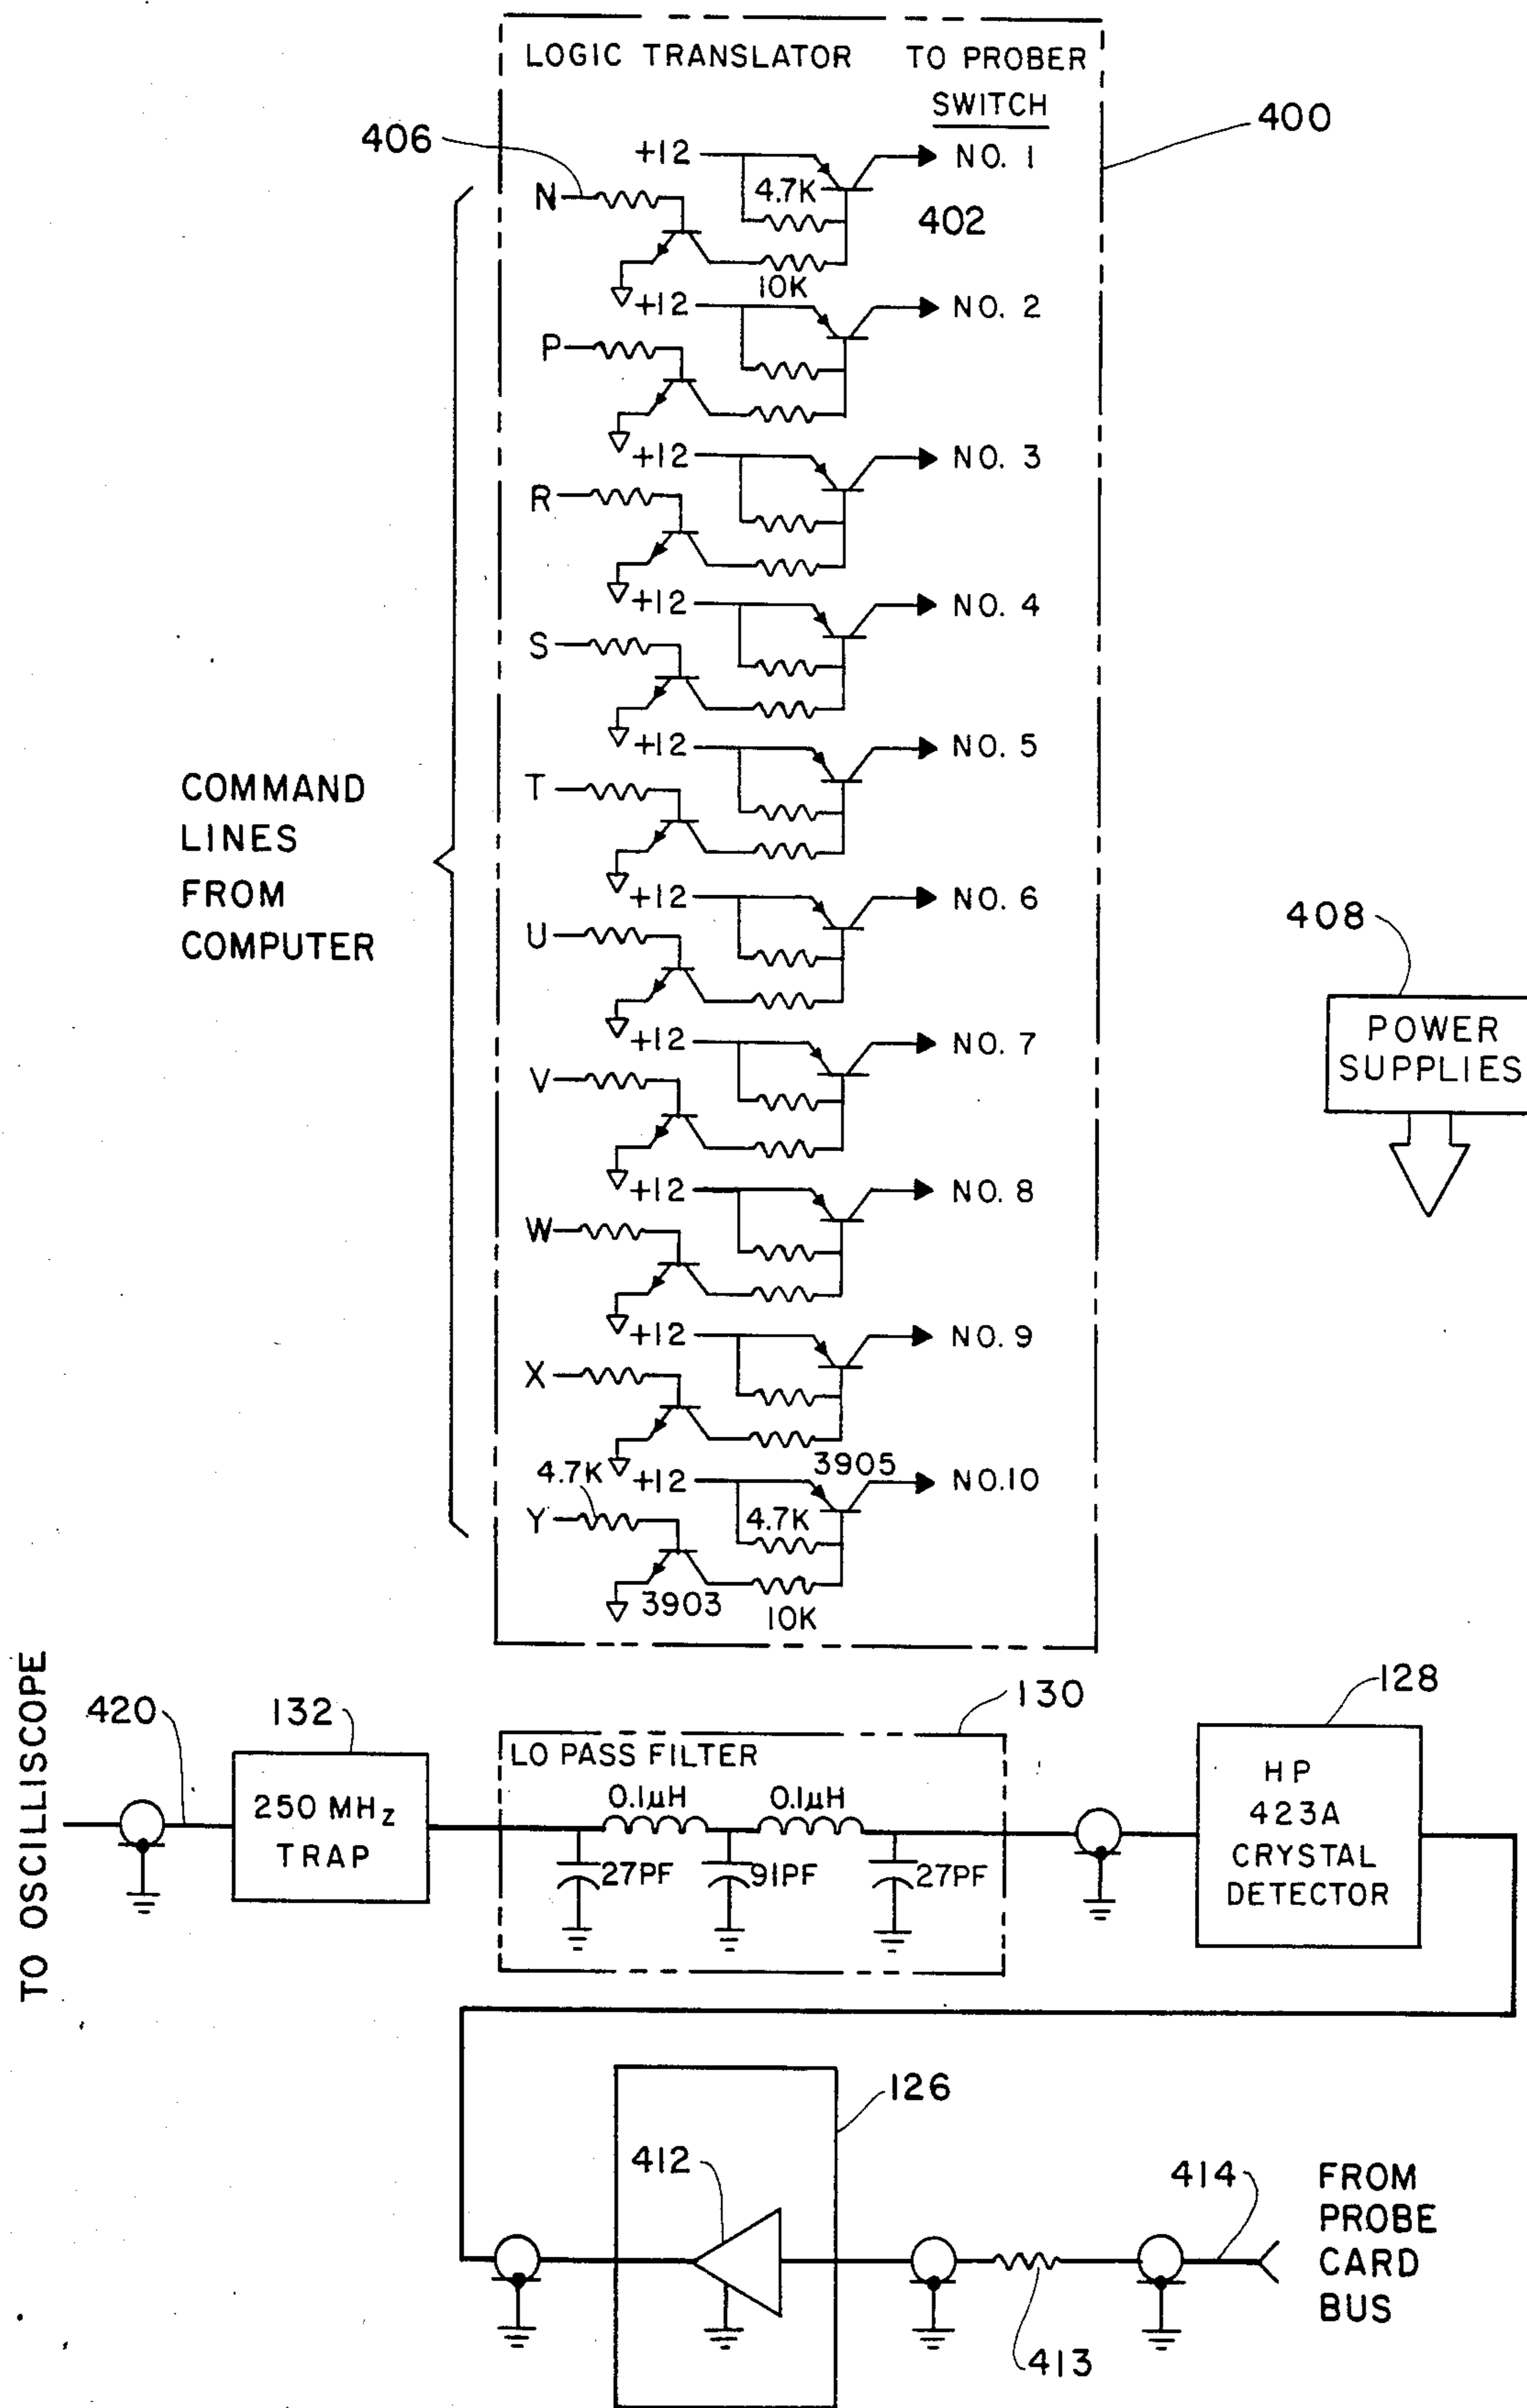 LOGIC TRANSLATOR TO PROBER
SWITCH
406
400
+12
NO. 1
N
4.7K
402
10K
+12
NO. 2
P
+12
NO. 3
R
+12
NO. 4
S
+12
NO. 5
T
+12
NO. 6
U
+12
NO. 7
V
+12
NO. 8
W
+12
NO. 9
X
3905
4.7K
+12
NO.10
Y
4.7K
3903
10K
COMMAND
LINES
FROM
COMPUTER
408
POWER
SUPPLIES
TO OSCILLISCOPE
420
132
250 MHz
TRAP
130
LO PASS FILTER
0.1µH
0.1µH
27PF
91PF
27PF
128
HP
423A
CRYSTAL
DETECTOR
126
412
414
413
FROM
PROBE
CARD
BUS